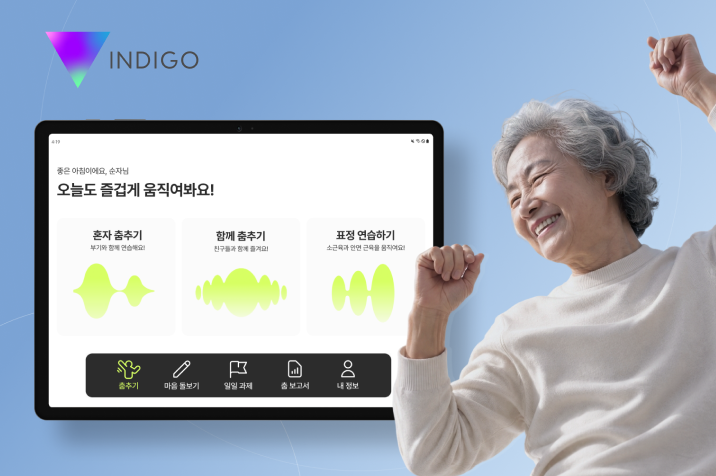 INDIGO
좋은 아침이에요, 순자님
오늘도 즐겁게 움직여봐요!
혼자 춤추기
부기와 함께 연습해요!
함께 춤추기
친구들과 함께 즐겨요!
표정 연습하기
소근육과 안면 근육을 움직여요!
춤추기
마음 돌보기
일일 과제
춤 보고서
내 정보